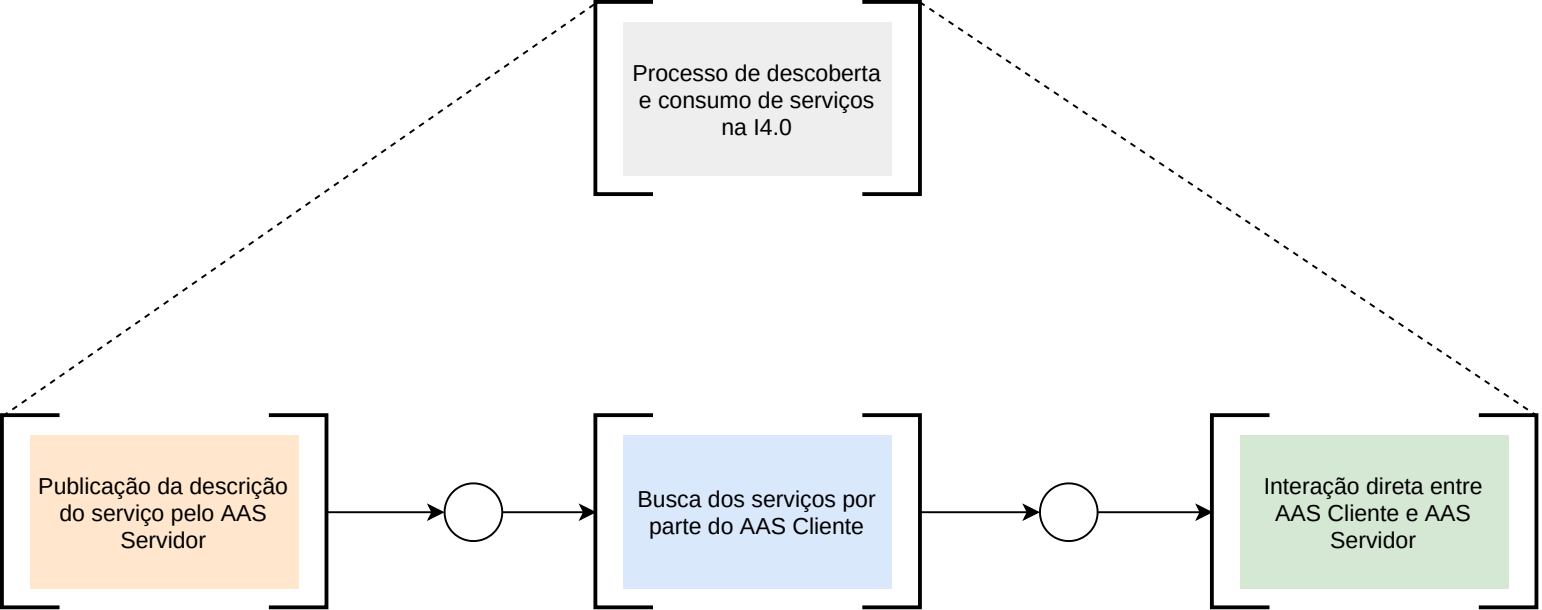 Processo de descoberta
e consumo de serviços
na I4.0
Publicação da descrição
do serviço pelo AAS
Servidor
Busca dos serviços por
parte do AAS Cliente
Interação direta entre
AAS Cliente e AAS
Servidor